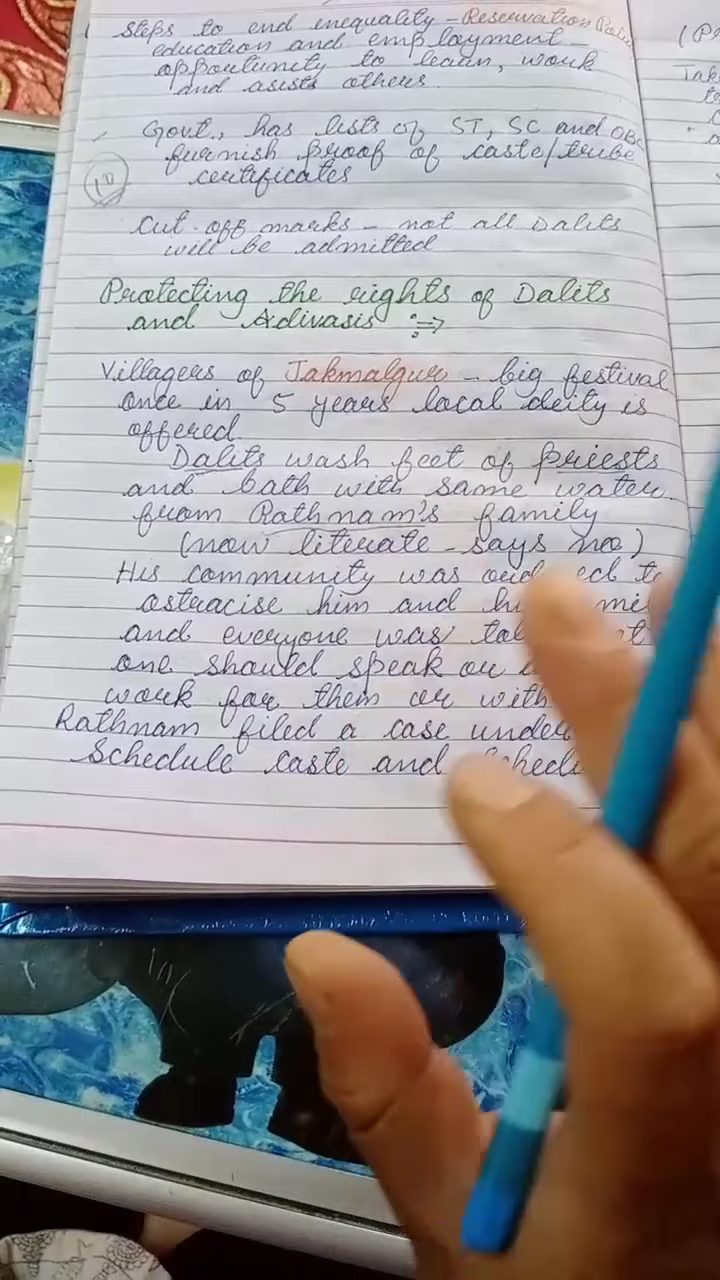 Steps to end inequality - Reservation
education and employment -
opportunity to learn, work
and assists others.
Govt., has lists of ST, SC and OBC
furnish proof of caste/tribe
certificates
10
Cut-off marks - not all Dalits
will be admitted
Protecting the rights of Dalits
and Adivasis :⇒
Villagers of Jakmalgur - big festival
once in 5 years local deity is
offered.
Dalits wash feet of priests
and bath with same water.
from Rathnam's family
(now literate - says no)
His community was to
ostracise him and
and everyone was
one should speak or
work for them or with
Rathnam filed a case under
Schedule caste and